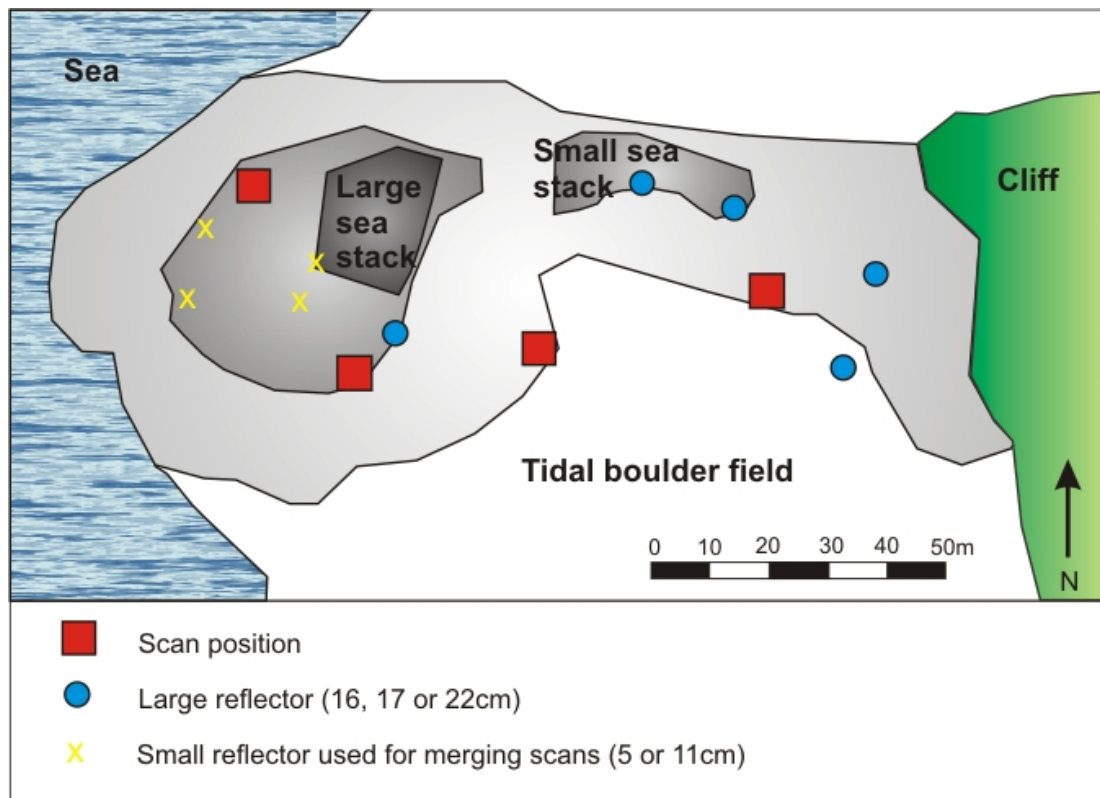 Sea
Small sea
stack
Large
sea
stack
Cliff
Tidal boulder field
0 10 20 30 40 50m
N
Scan position
Large reflector (16, 17 or 22cm)
x Small reflector used for merging scans (5 or 11cm)